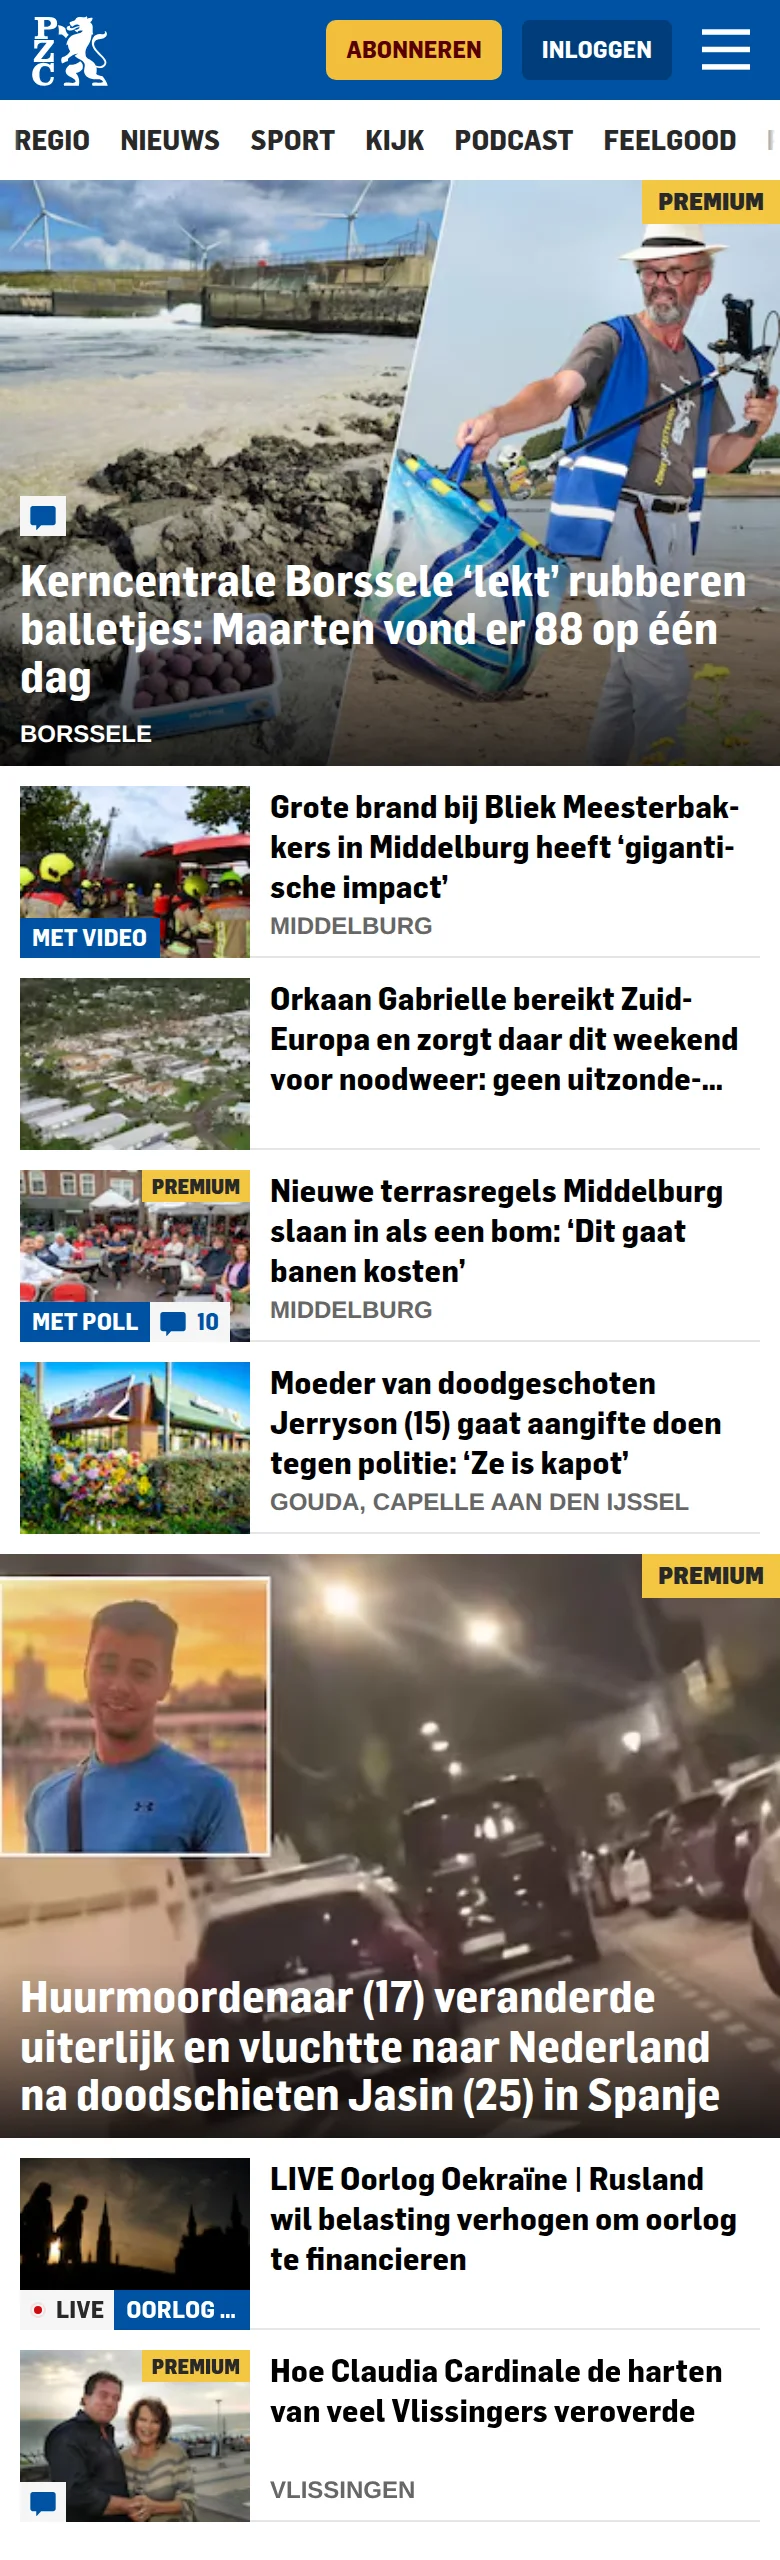 PZC
ABONNEREN
INLOGGEN
REGIO NIEUWS SPORT KIJK PODCAST FEELGOOD
PREMIUM
Kerncentrale Borssele ‘lekt’ rubberen
balletjes: Maarten vond er 88 op één
dag
BORSSELE
Grote brand bij Bliek Meesterbak-
kers in Middelburg heeft ‘giganti-
sche impact’
MIDDELBURG
MET VIDEO
Orkaan Gabrielle bereikt Zuid-
Europa en zorgt daar dit weekend
voor noodweer: geen uitzonde-...
PREMIUM
Nieuwe terrasregels Middelburg
slaan in als een bom: ‘Dit gaat
banen kosten’
MIDDELBURG
MET POLL 10
Moeder van doodgeschoten
Jerryson (15) gaat aangifte doen
tegen politie: ‘Ze is kapot’
GOUDA, CAPELLE AAN DEN IJSSEL
PREMIUM
Huurmoordenaar (17) veranderde
uiterlijk en vluchtte naar Nederland
na doodschieten Jasin (25) in Spanje
LIVE Oorlog Oekraïne | Rusland
wil belasting verhogen om oorlog
te financieren
LIVE OORLOG ...
PREMIUM
Hoe Claudia Cardinale de harten
van veel Vlissingers veroverde
VLISSINGEN